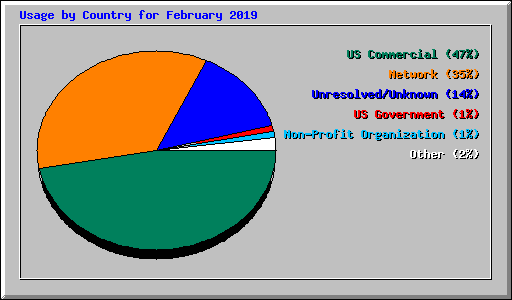 Usage by Country for February 2019
US Commercial (47%)
Network (35%)
Unresolved/Unknown (14%)
US Government (1%)
Non-Profit Organization (1%)
Other (2%)